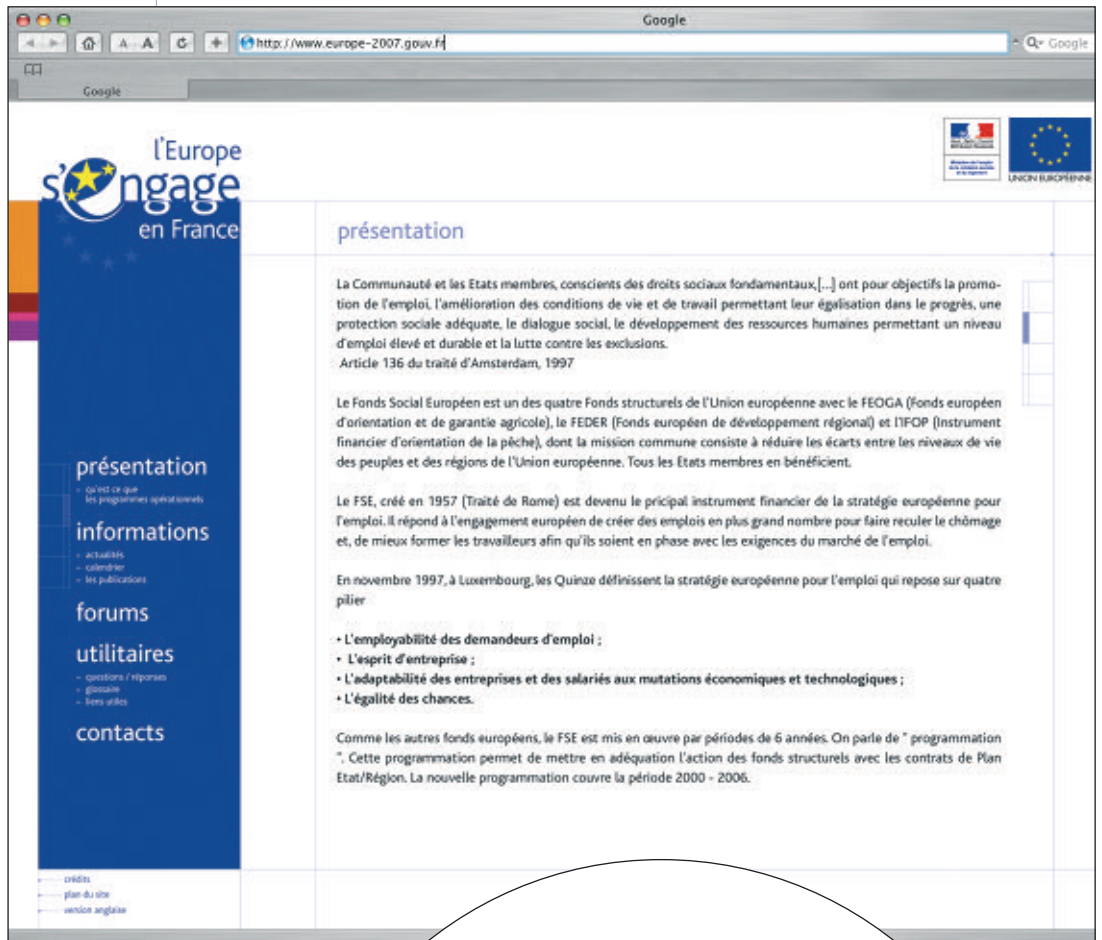 Google
A A
http://www.europe-2007.gouv.fr
Google
Google
l'Europe
s'engage
en France
UNION EUROPÉENNE
présentation
La Communauté et les Etats membres, conscients des droits sociaux fondamentaux,[...] ont pour objectifs la promo-
tion de l'emploi, l'amélioration des conditions de vie et de travail permettant leur égalisation dans le progrès, une
protection sociale adéquate, le dialogue social, le développement des ressources humaines permettant un niveau
d'emploi élevé et durable et la lutte contre les exclusions.
Article 136 du traité d'Amsterdam, 1997
Le Fonds Social Européen est un des quatre Fonds structurels de l'Union européenne avec le FEOGA (Fonds européen
d'orientation et de garantie agricole), le FEDER (Fonds européen de développement régional) et l'IFOP (Instrument
financier d'orientation de la pêche), dont la mission commune consiste à réduire les écarts entre les niveaux de vie
des peuples et des régions de l'Union européenne. Tous les Etats membres en bénéficient.
Le FSE, créé en 1957 (Traité de Rome) est devenu le pricipal instrument financier de la stratégie européenne pour
l'emploi. Il répond à l'engagement européen de créer des emplois en plus grand nombre pour faire reculer le chômage
et, de mieux former les travailleurs afin qu'ils soient en phase avec les exigences du marché de l'emploi.
En novembre 1997, à Luxembourg, les Quinze définissent la stratégie européenne pour l'emploi qui repose sur quatre
pilier
• L'employabilité des demandeurs d'emploi ;
• L'esprit d'entreprise ;
• L'adaptabilité des entreprises et des salariés aux mutations économiques et technologiques ;
• L'égalité des chances.
Comme les autres fonds européens, le FSE est mis en œuvre par périodes de 6 années. On parle de " programmation
". Cette programmation permet de mettre en adéquation l'action des fonds structurels avec les contrats de Plan
Etat/Région. La nouvelle programmation couvre la période 2000 - 2006.
présentation
- qu'est ce que
les programmes opérationnels
informations
- actualités
- calendrier
- les publications
forums
utilitaires
- questions / réponses
- glossaire
- liens utiles
contacts
crédits
plan du site
version anglaise